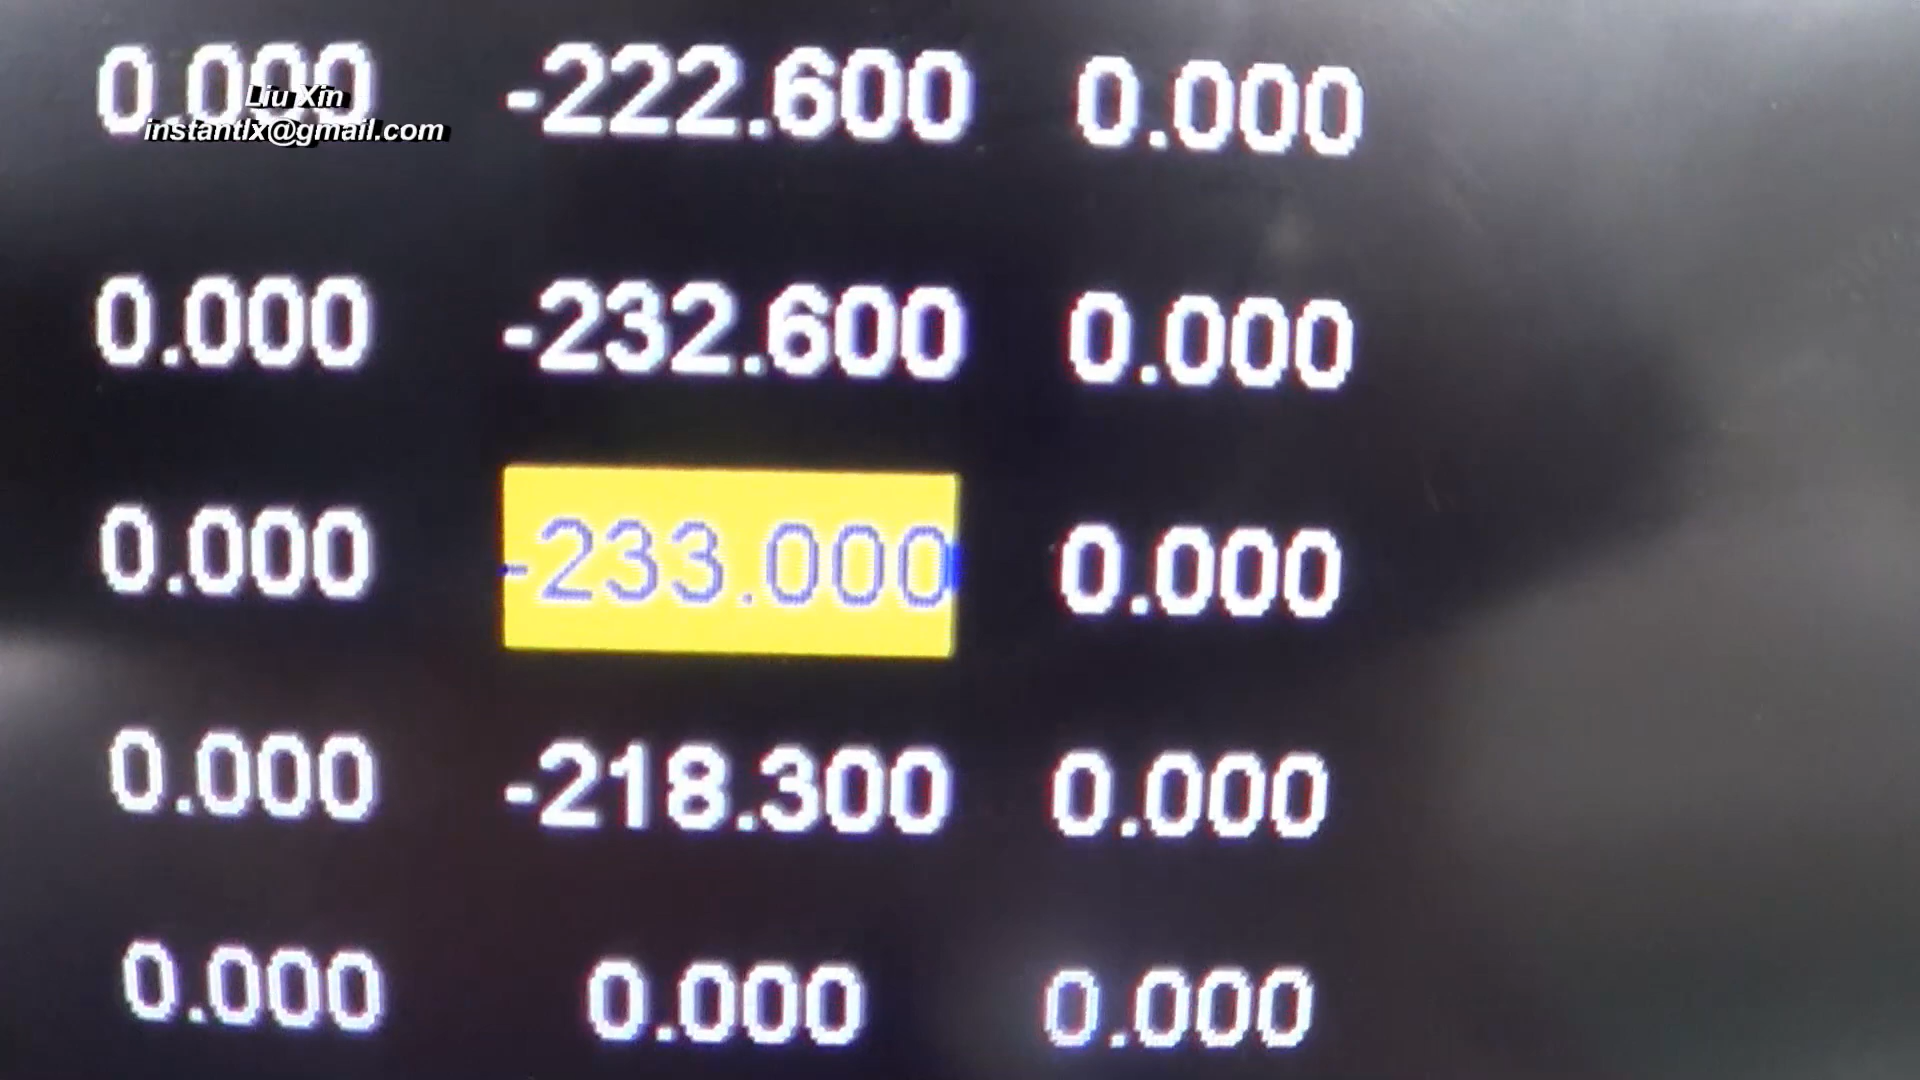 0.000 -222.600 0.000
Liu Xin
instantlx@gmail.com
0.000 -232.600 0.000
0.000 -233.000 0.000
0.000 -218.300 0.000
0.000 0.000 0.000